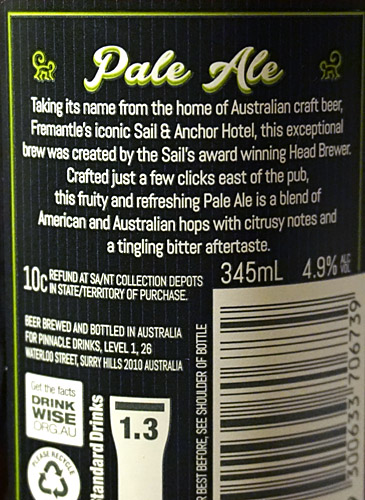 Pale Ale
Taking its name from the home of Australian craft beer,
Fremantle's iconic Sail & Anchor Hotel, this exceptional
brew was created by the Sail's award winning Head Brewer.
Crafted just a few clicks east of the pub,
this fruity and refreshing Pale Ale is a blend of
American and Australian hops with citrusy notes and
a tingling bitter aftertaste.
10c REFUND AT SA/NT COLLECTION DEPOTS
IN STATE/TERRITORY OF PURCHASE.
345mL 4.9% ALC/VOL
BEER BREWED AND BOTTLED IN AUSTRALIA
FOR PINNACLE DRINKS, LEVEL 1, 26
WATERLOO STREET, SURRY HILLS 2010 AUSTRALIA
Get the facts
DRINK
WISE
.ORG.AU
PLEASE RECYCLE
Standard Drinks
1.3
BEST BEFORE, SEE SHOULDER OF BOTTLE
300633 706739